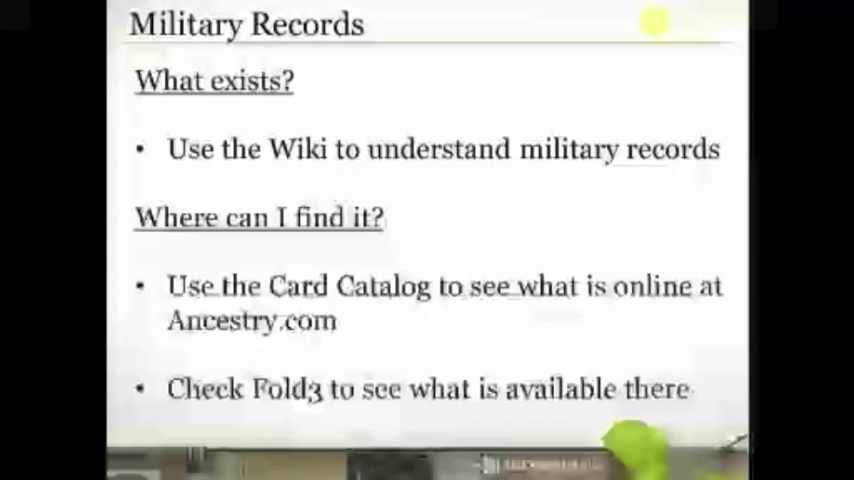 Military Records
What exists?
• Use the Wiki to understand military records
Where can I find it?
• Use the Card Catalog to see what is online at
Ancestry.com
• Check Fold3 to see what is available there